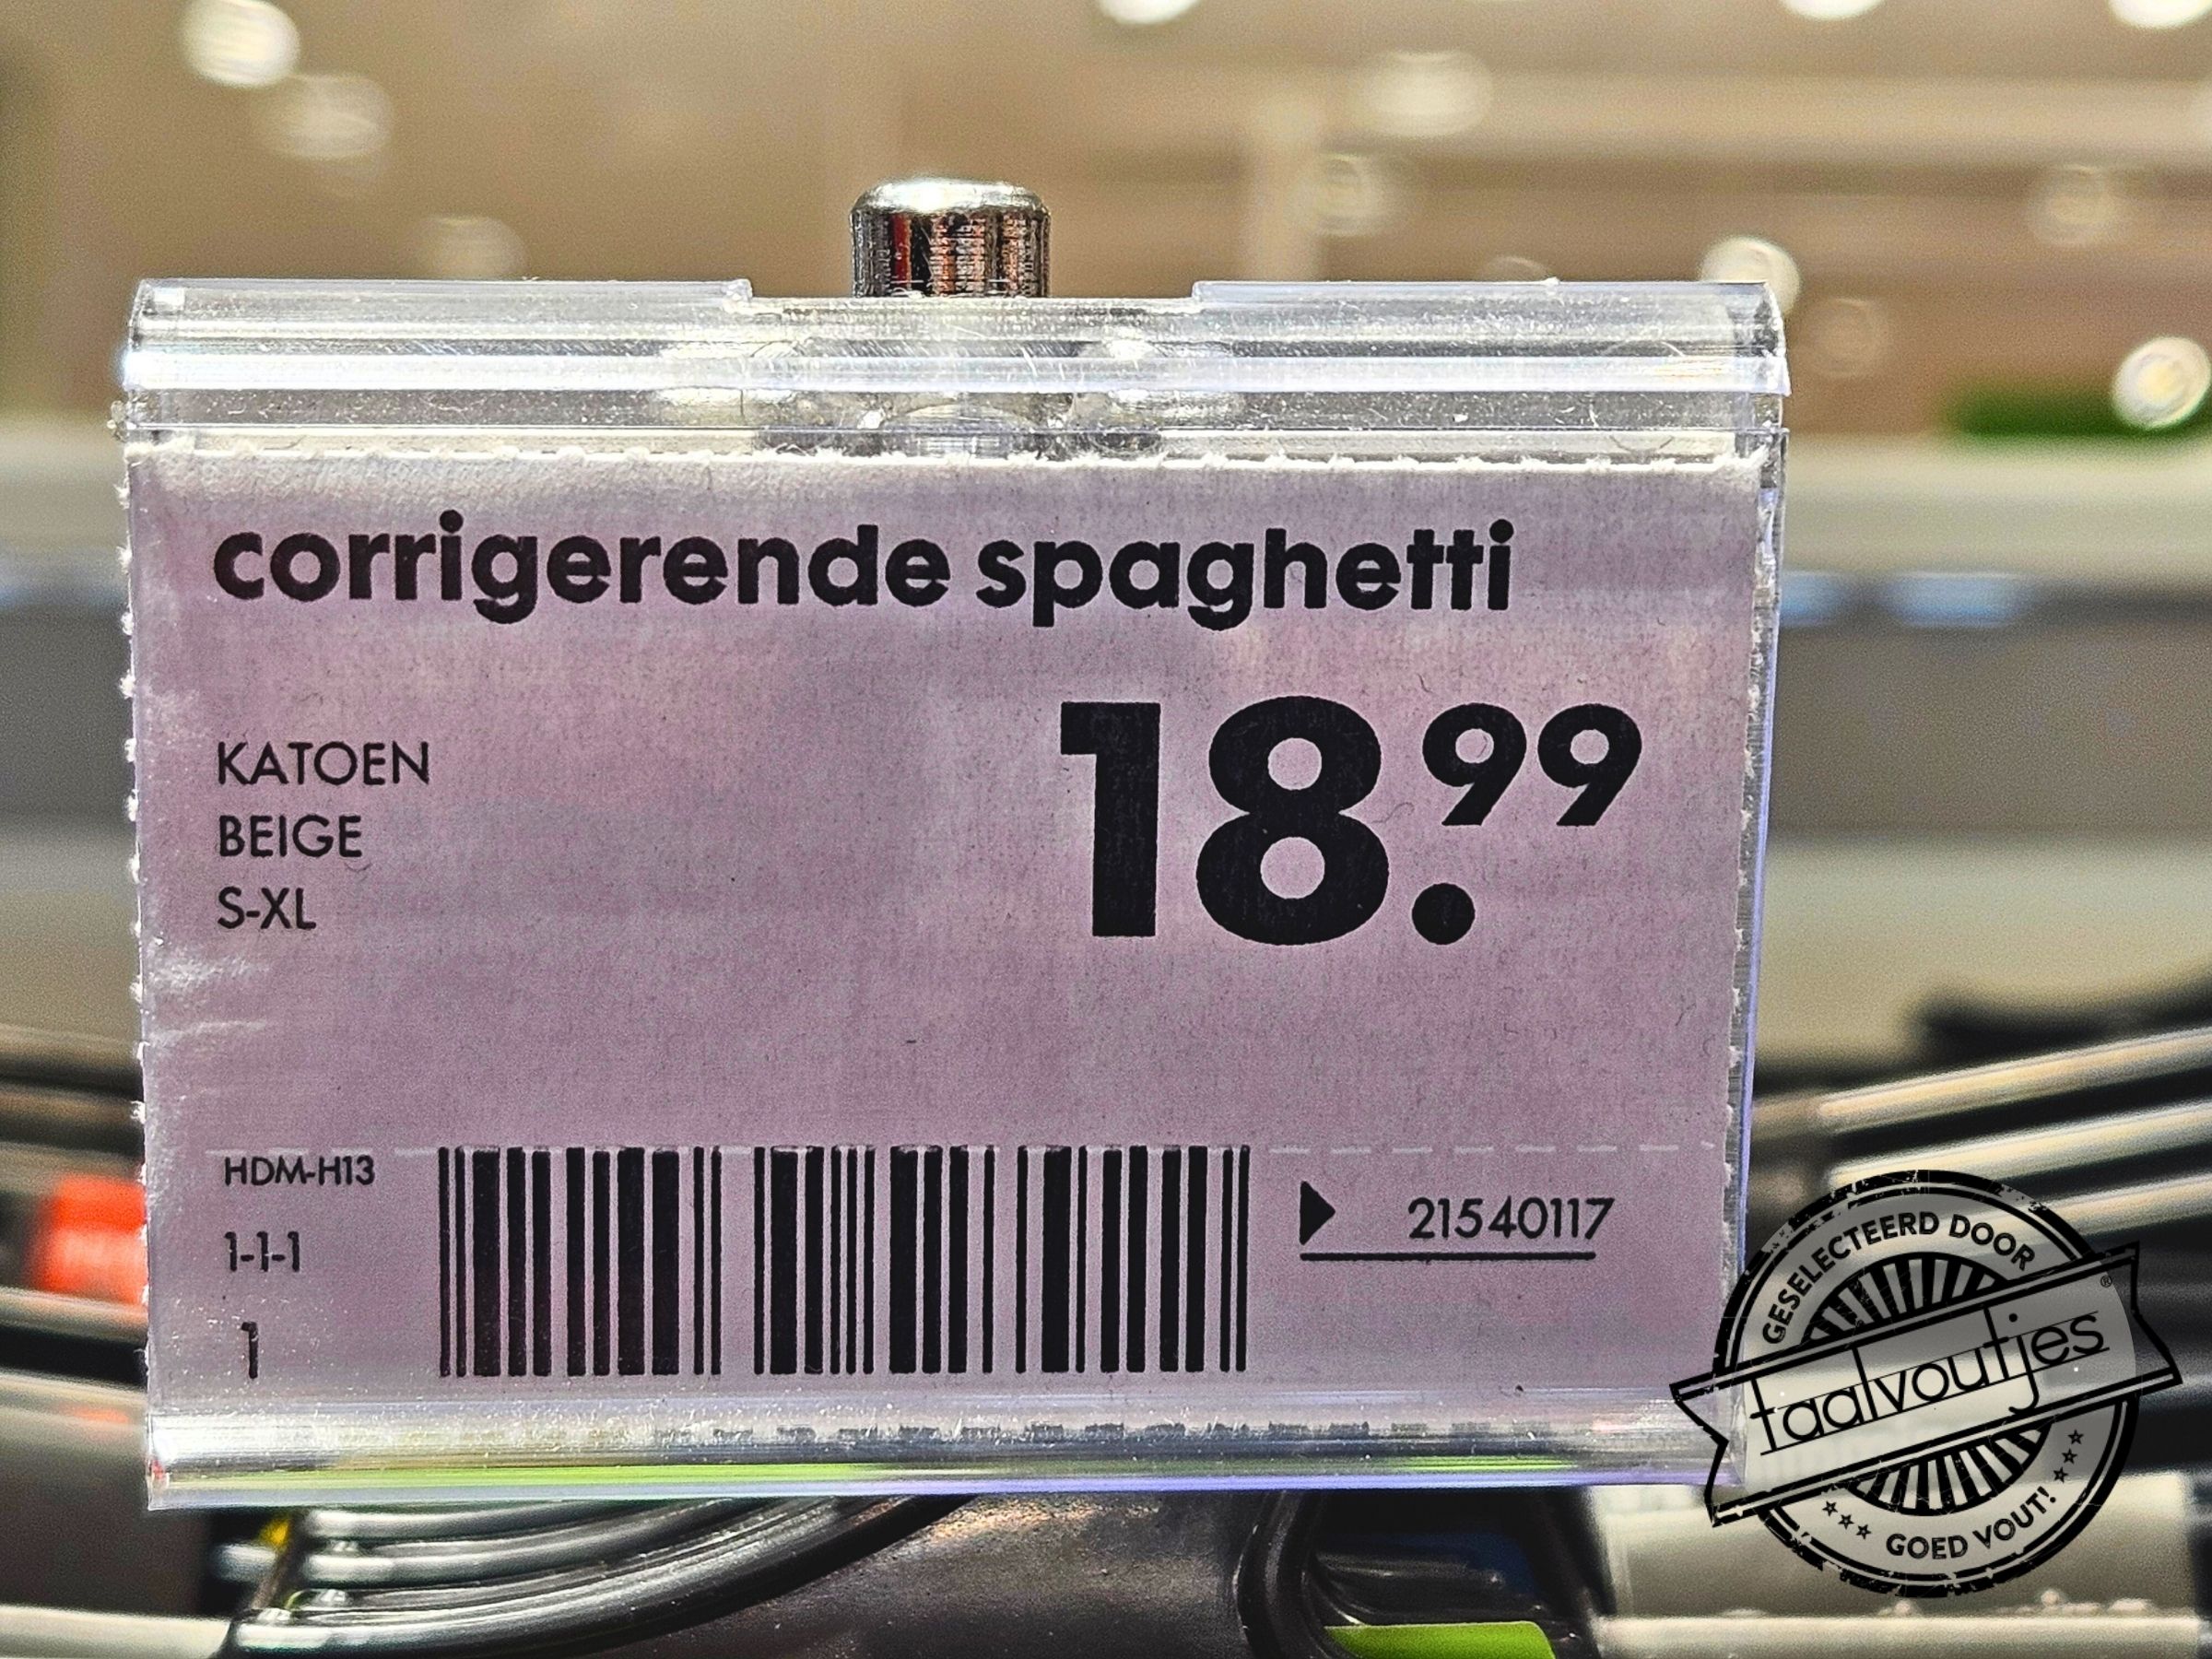 corrigerende spaghetti
18.99
KATOEN
BEIGE
S-XL
HDM-H13
1-1-1
1
21540117
GESELECTEERD DOOR
taalvoutjes®
GOED VOUT!